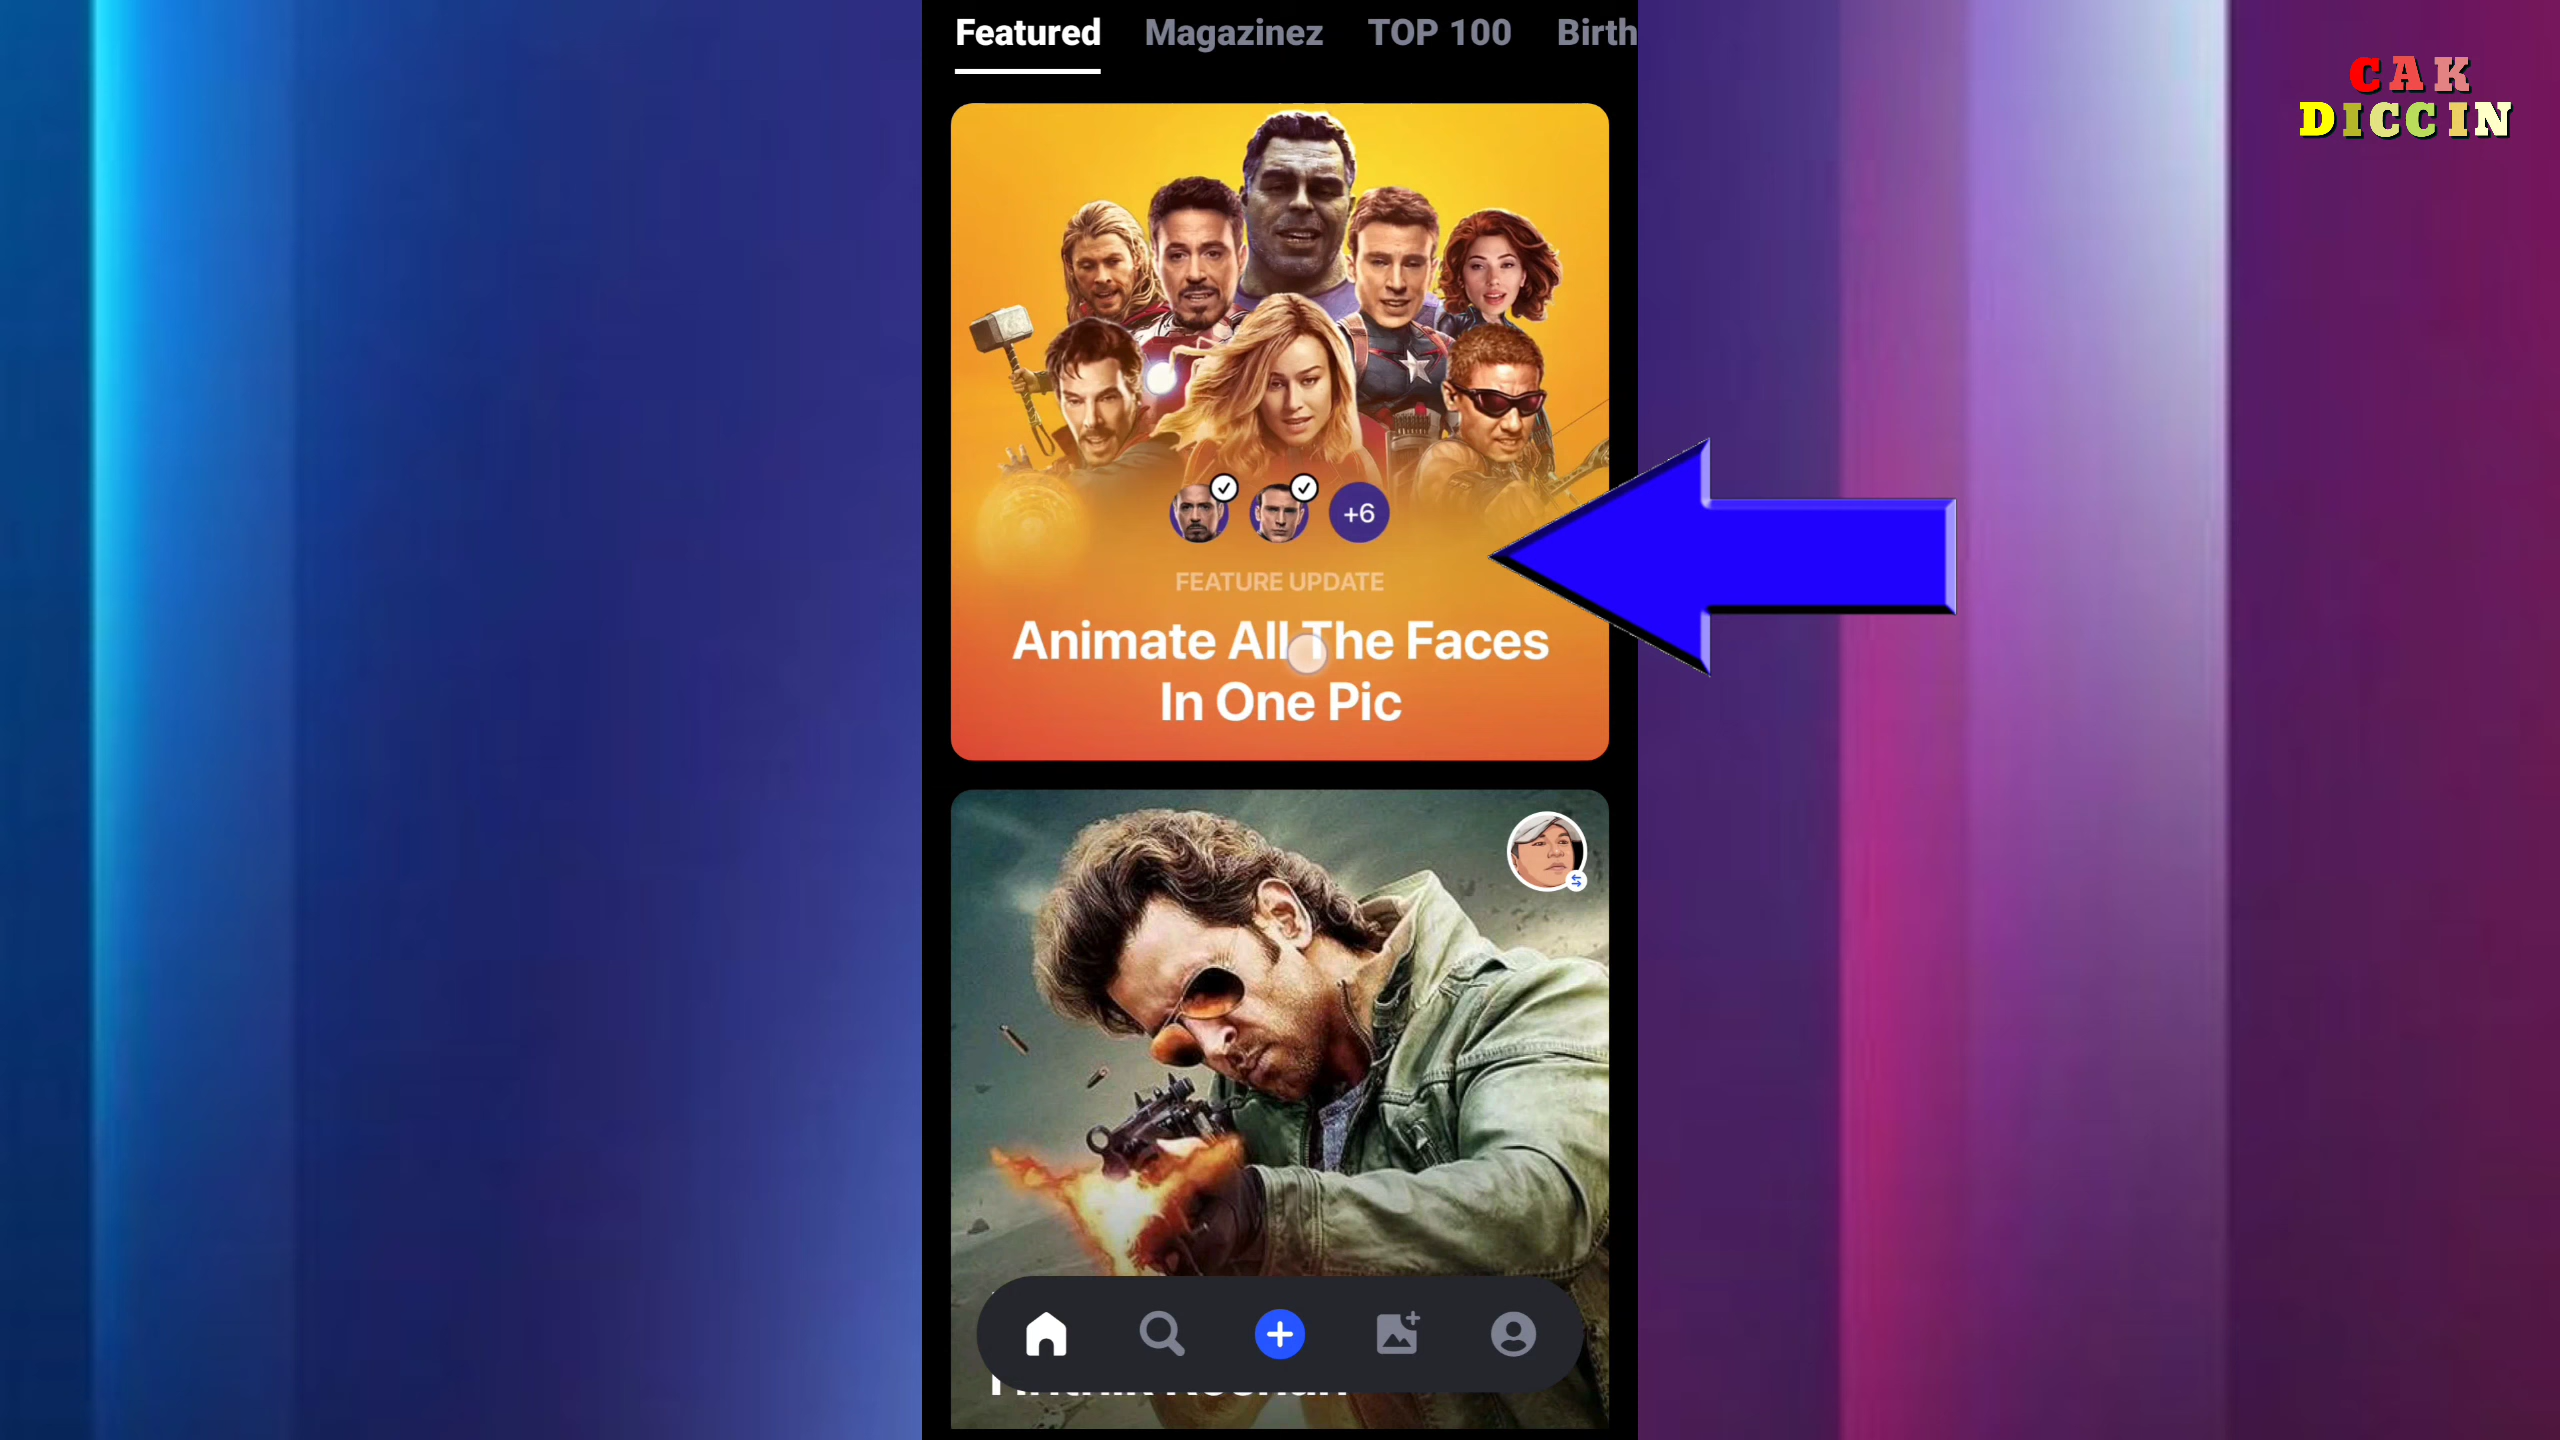 Featured Magazinez TOP 100 Birth
CAK
DICCIN
+6
FEATURE UPDATE
Animate All The Faces
In One Pic